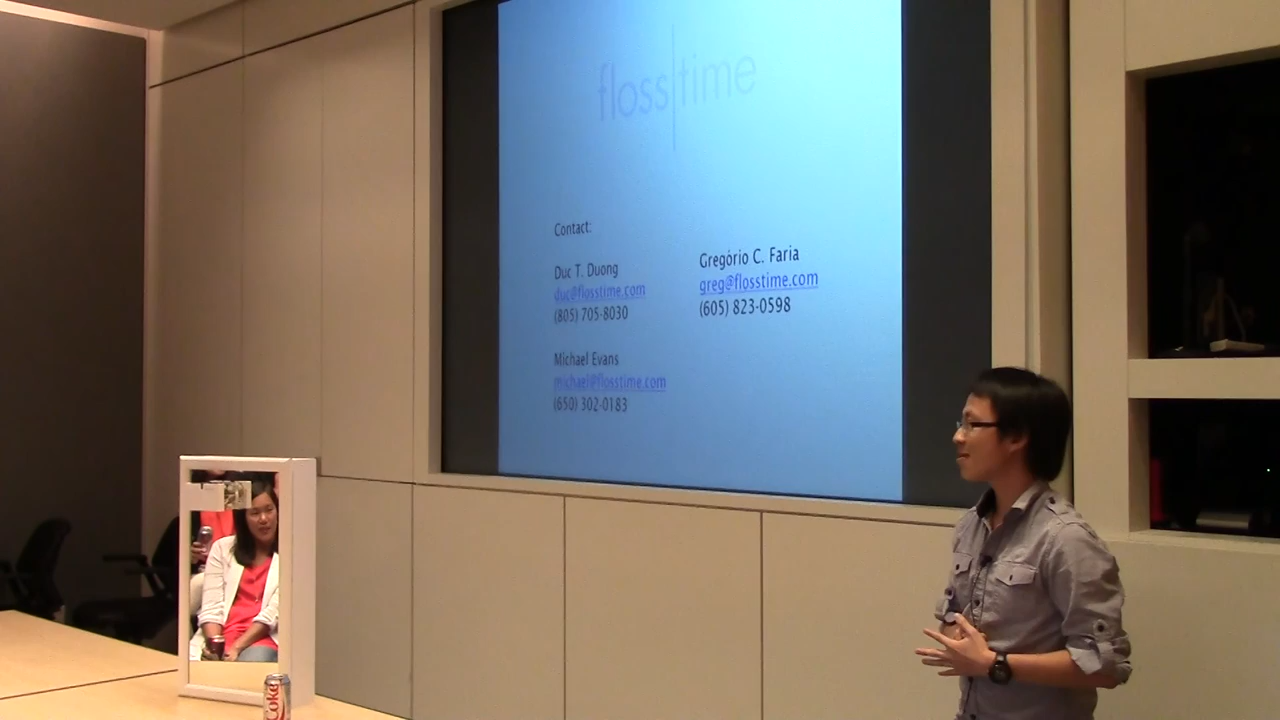 floss|time
Contact:
Duc T. Duong
duc@flosstime.com
(805) 705-8030
Gregório C. Faria
greg@flosstime.com
(605) 823-0598
Michael Evans
michael@flosstime.com
(650) 302-0183
Coke